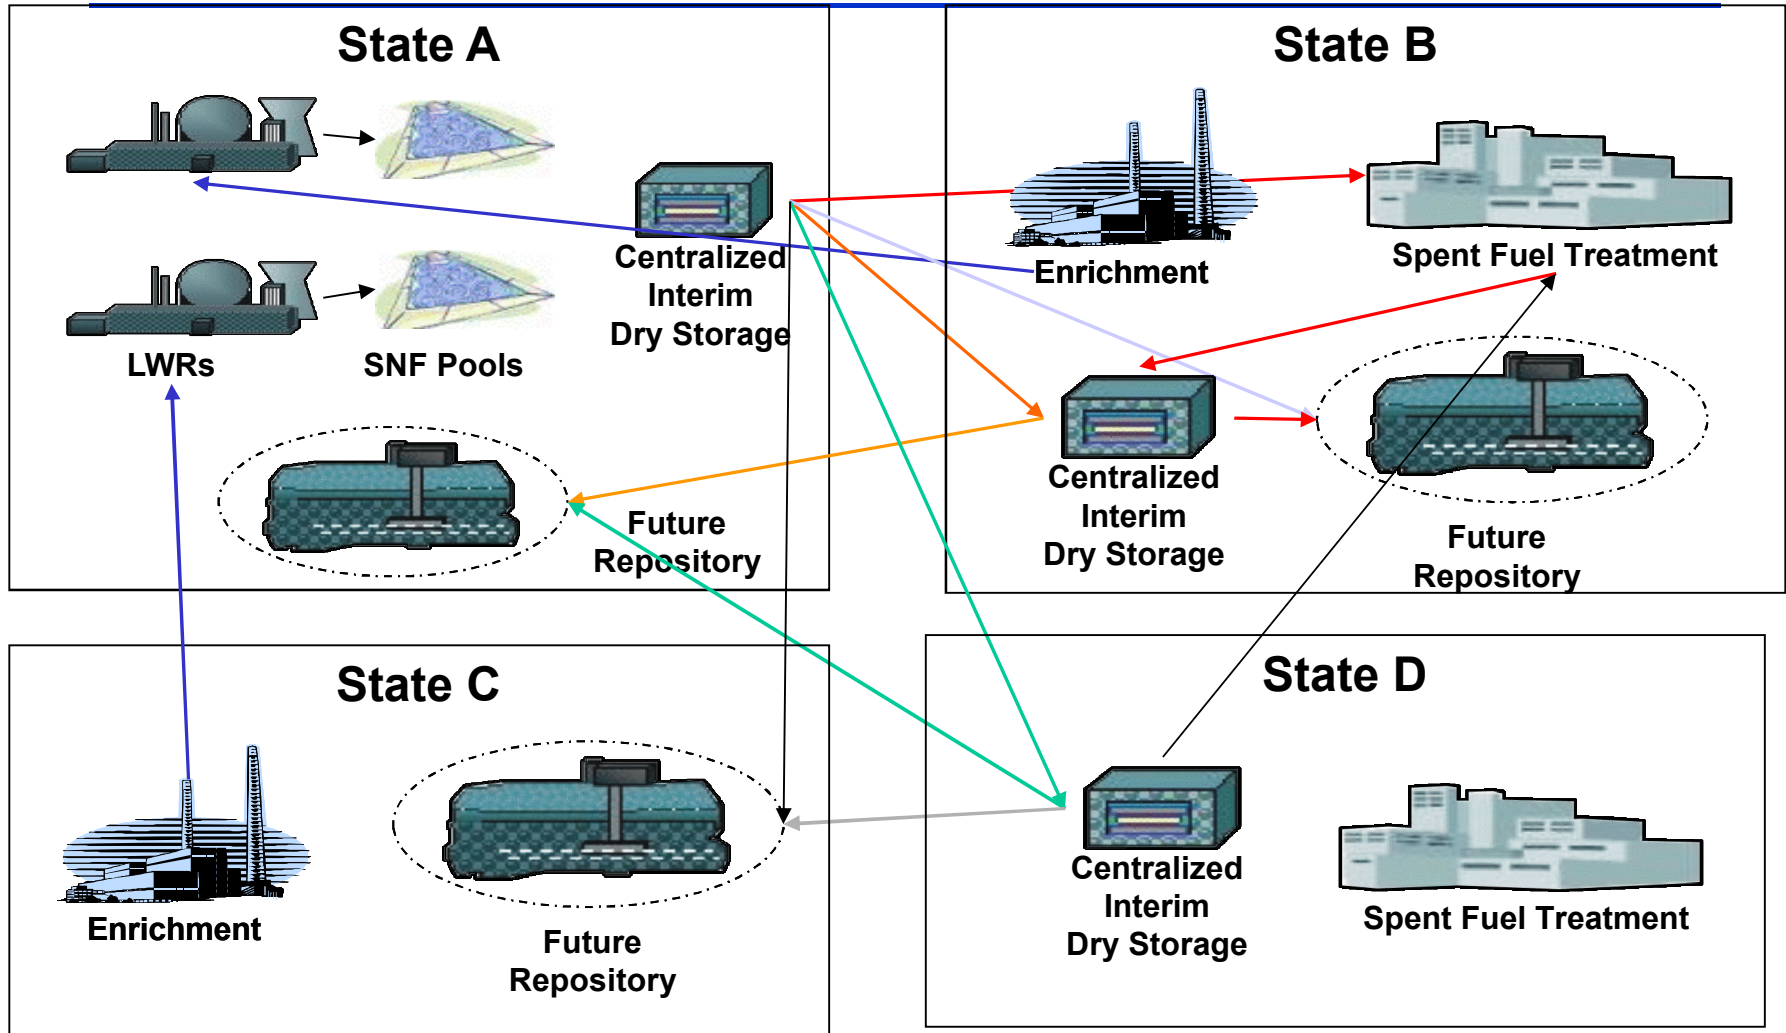 State A
Centralized
Interim
Dry Storage
LWRs
SNF Pools
Future
Repository
State B
Enrichment
Spent Fuel Treatment
Centralized
Interim
Dry Storage
Future
Repository
State C
Enrichment
Future
Repository
State D
Centralized
Interim
Dry Storage
Spent Fuel Treatment